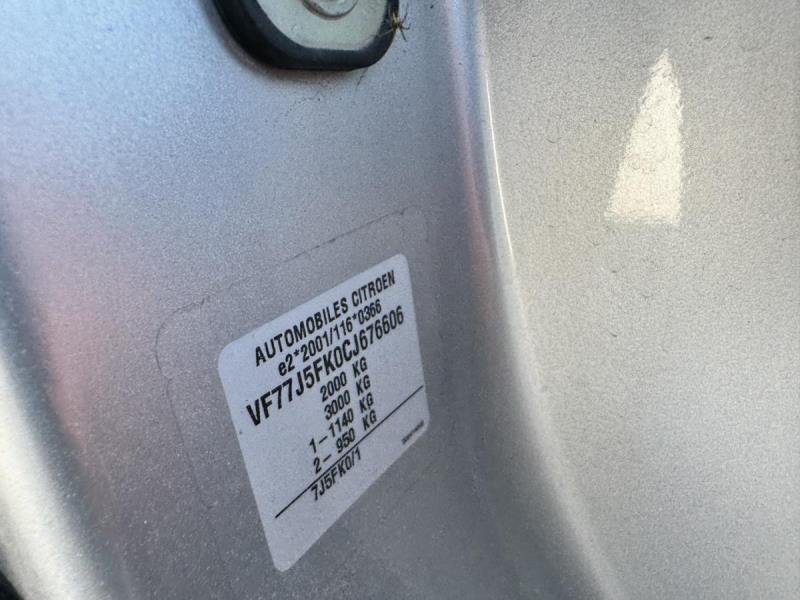 AUTOMOBILES CITROEN
e2*2001/116*0366
VF77J5FK0CJ676606
2000 KG
3000 KG
1-1140 KG
2- 950 KG
7J5FK0/1